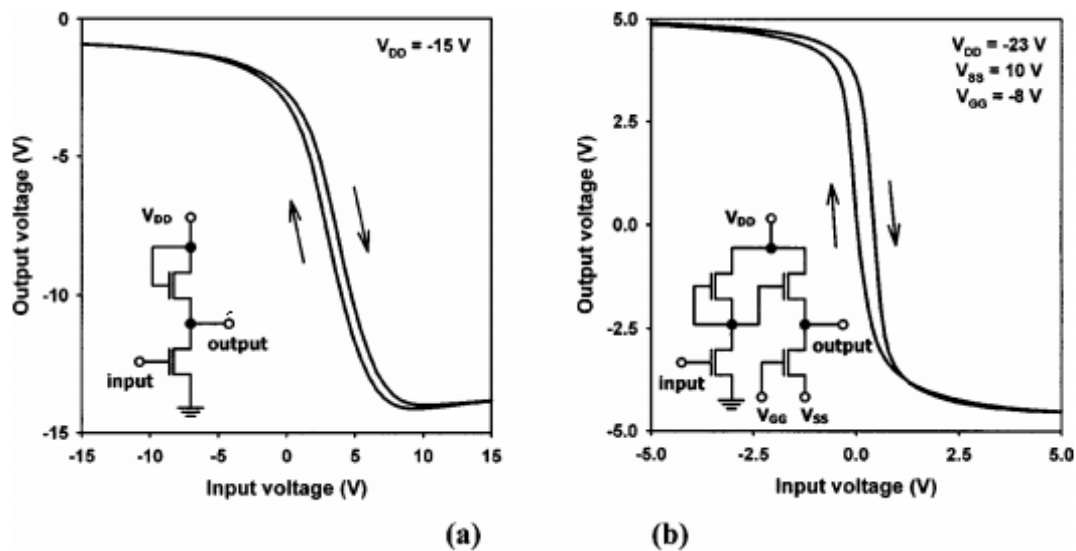 0
-5
-10
-15
Output voltage (V)
V_DD = -15 V
V_DD
output
input
-15
-10
-5
0
5
10
15
Input voltage (V)
(a)
5.0
2.5
0.0
-2.5
-5.0
Output voltage (V)
V_DD = -23 V
V_SS = 10 V
V_GG = -8 V
V_DD
output
input
V_GG
V_SS
-5.0
-2.5
0.0
2.5
5.0
Input voltage (V)
(b)